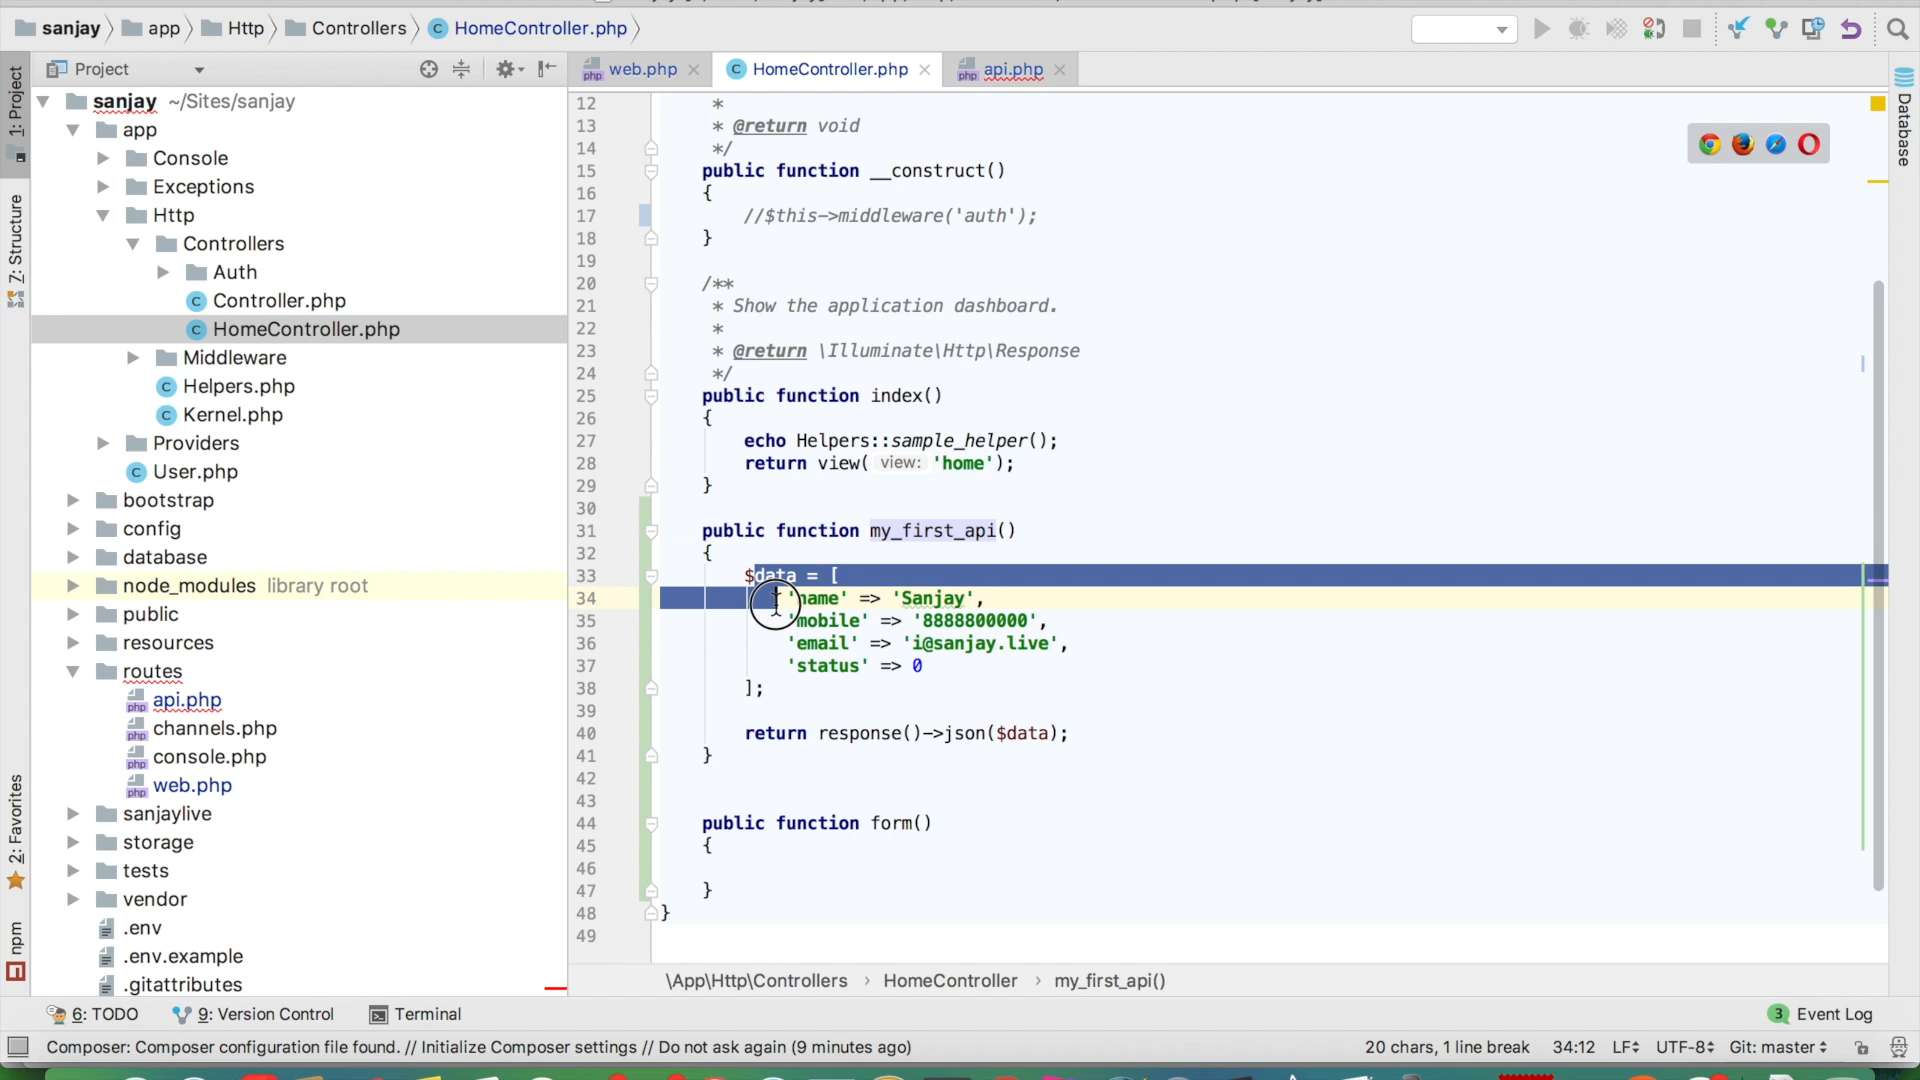 sanjay app Http Controllers HomeController.php
Project
web.php HomeController.php api.php
1: Project
Z: Structure
2: Favorites
npm
Database
sanjay ~/Sites/sanjay
app
Console
Exceptions
Http
Controllers
Auth
Controller.php
HomeController.php
Middleware
Helpers.php
Kernel.php
Providers
User.php
bootstrap
config
database
node_modules library root
public
resources
routes
api.php
channels.php
console.php
web.php
sanjaylive
storage
tests
vendor
.env
.env.example
.gitattributes
12 *
13 * @return void
14 */
15 public function __construct()
16 {
17 //$this->middleware('auth');
18 }
19
20 /**
21 * Show the application dashboard.
22 *
23 * @return \Illuminate\Http\Response
24 */
25 public function index()
26 {
27 echo Helpers::sample_helper();
28 return view( view: 'home');
29 }
30
31 public function my_first_api()
32 {
33 $data = [
34 'name' => 'Sanjay',
35 'mobile' => '8888800000',
36 'email' => 'i@sanjay.live',
37 'status' => 0
38 ];
39
40 return response()->json($data);
41 }
42
43
44 public function form()
45 {
46
47 }
48 }
49
\App\Http\Controllers › HomeController › my_first_api()
6: TODO 9: Version Control Terminal 3 Event Log
Composer: Composer configuration file found. // Initialize Composer settings // Do not ask again (9 minutes ago) 20 chars, 1 line break 34:12 LF UTF-8 Git: master